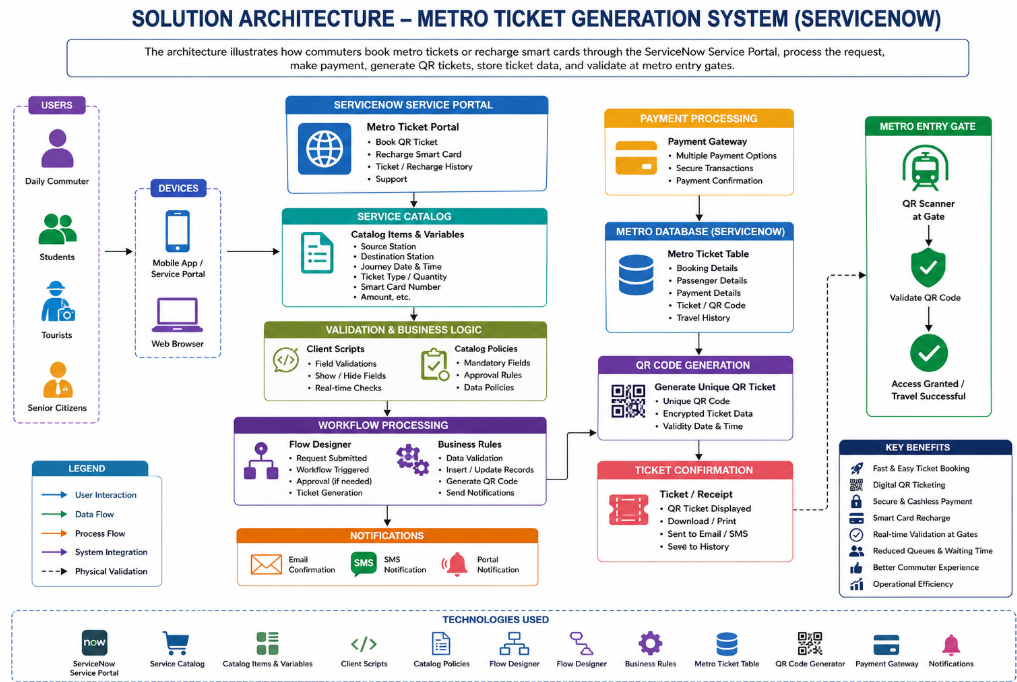 SOLUTION ARCHITECTURE – METRO TICKET GENERATION SYSTEM (SERVICENOW)
The architecture illustrates how commuters book metro tickets or recharge smart cards through the ServiceNow Service Portal, process the request,
make payment, generate QR tickets, store ticket data, and validate at metro entry gates.
USERS
Daily Commuter
Students
Tourists
Senior Citizens
DEVICES
Mobile App /
Service Portal
Web Browser
SERVICENOW SERVICE PORTAL
Metro Ticket Portal
• Book QR Ticket
• Recharge Smart Card
• Ticket / Recharge History
• Support
SERVICE CATALOG
Catalog Items & Variables
• Source Station
• Destination Station
• Journey Date & Time
• Ticket Type / Quantity
• Smart Card Number
• Amount, etc.
VALIDATION & BUSINESS LOGIC
Client Scripts
• Field Validations
• Show / Hide Fields
• Real-time Checks
Catalog Policies
• Mandatory Fields
• Approval Rules
• Data Policies
WORKFLOW PROCESSING
Flow Designer
• Request Submitted
• Workflow Triggered
• Approval (if needed)
• Ticket Generation
Business Rules
• Data Validation
• Insert / Update Records
• Generate QR Code
• Send Notifications
NOTIFICATIONS
Email
Confirmation
SMS
SMS
Notification
Portal
Notification
PAYMENT PROCESSING
Payment Gateway
• Multiple Payment Options
• Secure Transactions
• Payment Confirmation
METRO DATABASE (SERVICENOW)
Metro Ticket Table
• Booking Details
• Passenger Details
• Payment Details
• Ticket / QR Code
• Travel History
QR CODE GENERATION
Generate Unique QR Ticket
• Unique QR Code
• Encrypted Ticket Data
• Validity Date & Time
TICKET CONFIRMATION
Ticket / Receipt
• QR Ticket Displayed
• Download / Print
• Sent to Email / SMS
• Seve to History
METRO ENTRY GATE
QR Scanner
at Gate
Validate QR Code
Access Granted /
Travel Successful
KEY BENEFITS
Fast & Easy Ticket Booking
Digital QR Ticketing
Secure & Cashless Payment
Smart Card Recharge
Real-time Validation at Gates
Reduced Queues & Waiting Time
Better Commuter Experience
Operational Efficiency
LEGEND
User Interaction
Data Flow
Process Flow
System Integration
Physical Validation
TECHNOLOGIES USED
now
ServiceNow
Service Portal
Service Catalog
Catalog Items & Variables
Client Scripts
Catalog Policies
Flow Designer
Flow Designer
Business Rules
Metro Ticket Table
QR Code Generator
Payment Gateway
Notifications